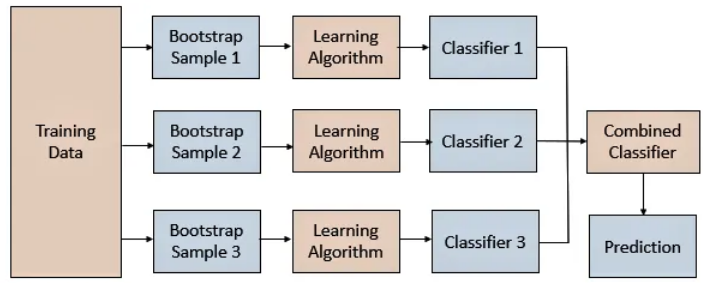 Training
Data
Bootstrap
Sample 1
Learning
Algorithm
Classifier 1
Bootstrap
Sample 2
Learning
Algorithm
Classifier 2
Bootstrap
Sample 3
Learning
Algorithm
Classifier 3
Combined
Classifier
Prediction